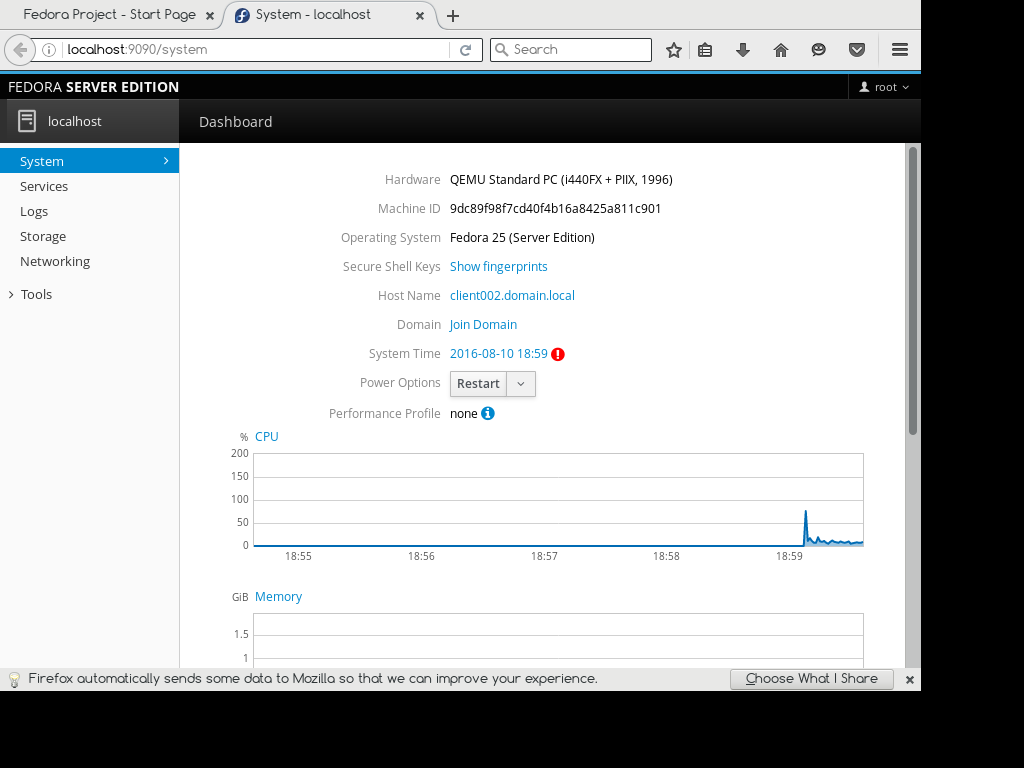 Fedora Project - Start Page
System - localhost
localhost:9090/system
Search
FEDORA SERVER EDITION
root
localhost
Dashboard
System
Services
Logs
Storage
Networking
Tools
Hardware QEMU Standard PC (i440FX + PIIX, 1996)
Machine ID 9dc89f98f7cd40f4b16a8425a811c901
Operating System Fedora 25 (Server Edition)
Secure Shell Keys Show fingerprints
Host Name client002.domain.local
Domain Join Domain
System Time 2016-08-10 18:59
Power Options Restart
Performance Profile none
% CPU
200
150
100
50
0
18:55 18:56 18:57 18:58 18:59
GiB Memory
1.5
1
Firefox automatically sends some data to Mozilla so that we can improve your experience.
Choose What I Share